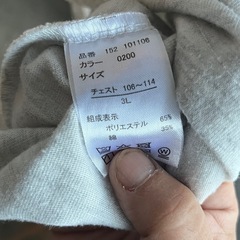 品番 152 101106
カラー 0200
サイズ
チェスト 106～114
3L
組成表示
ポリエステル 65%
綿 35%